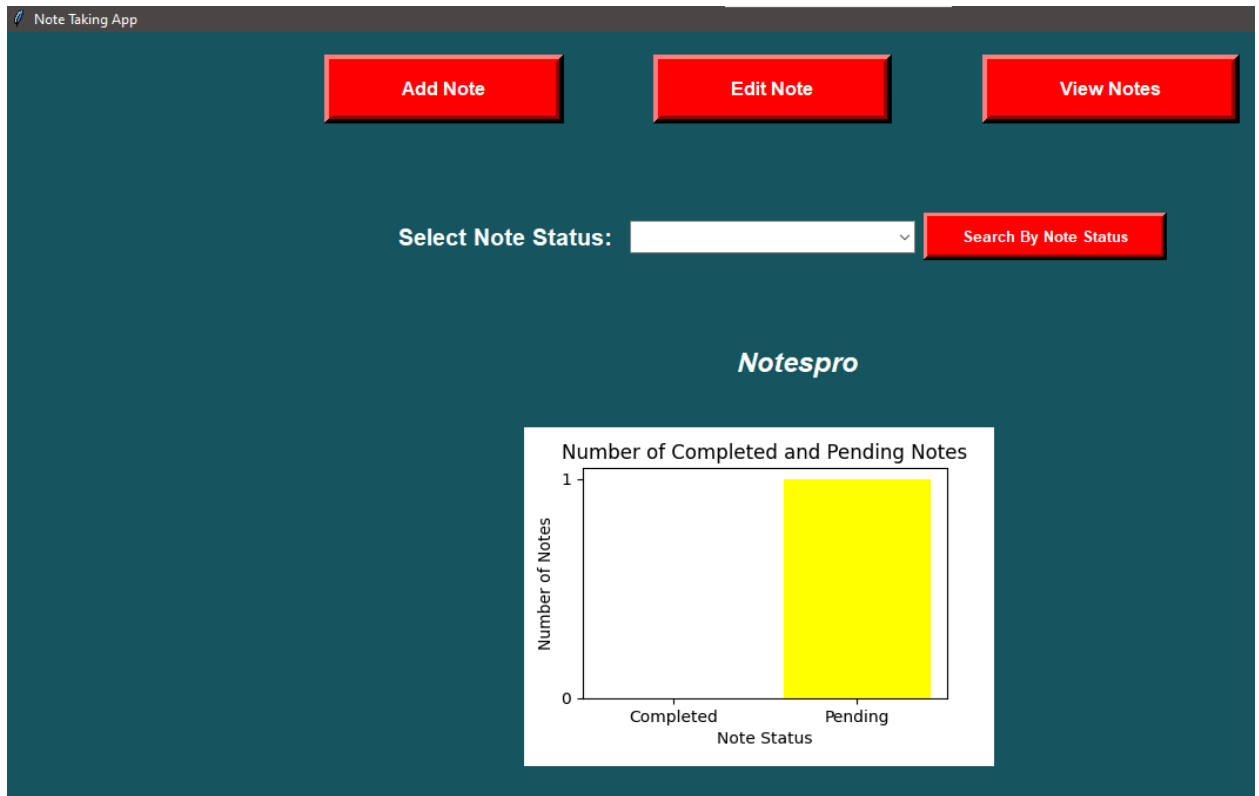 Note Taking App
Add Note Edit Note View Notes
Select Note Status: Search By Note Status
Notespro
Number of Completed and Pending Notes
1
Number of Notes
0
Completed Pending
Note Status